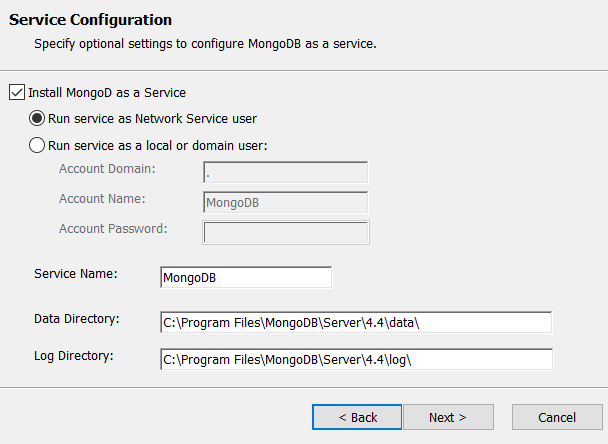 Service Configuration
Specify optional settings to configure MongoDB as a service.
Install MongoD as a Service
Run service as Network Service user
Run service as a local or domain user:
Account Domain: .
Account Name: MongoDB
Account Password:
Service Name: MongoDB
Data Directory: C:\Program Files\MongoDB\Server\4.4\data\
Log Directory: C:\Program Files\MongoDB\Server\4.4\log\
< Back Next > Cancel